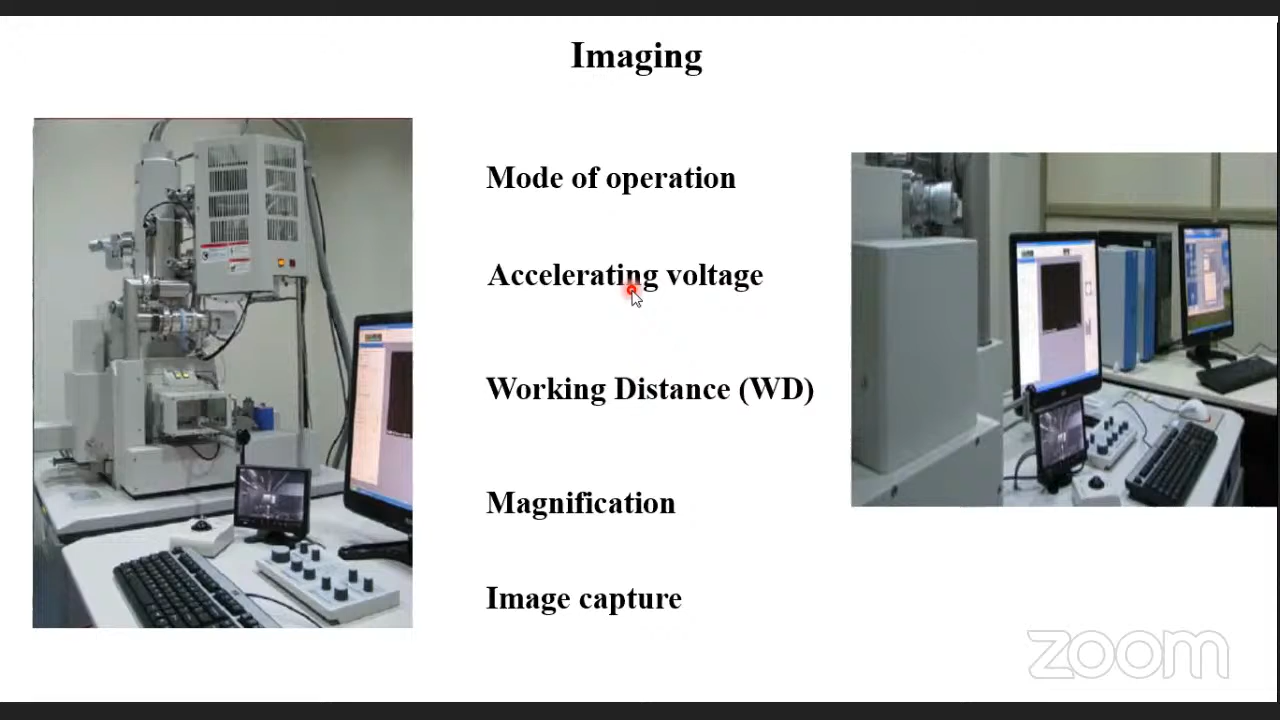 Imaging
Mode of operation
Accelerating voltage
Working Distance (WD)
Magnification
Image capture
zoom